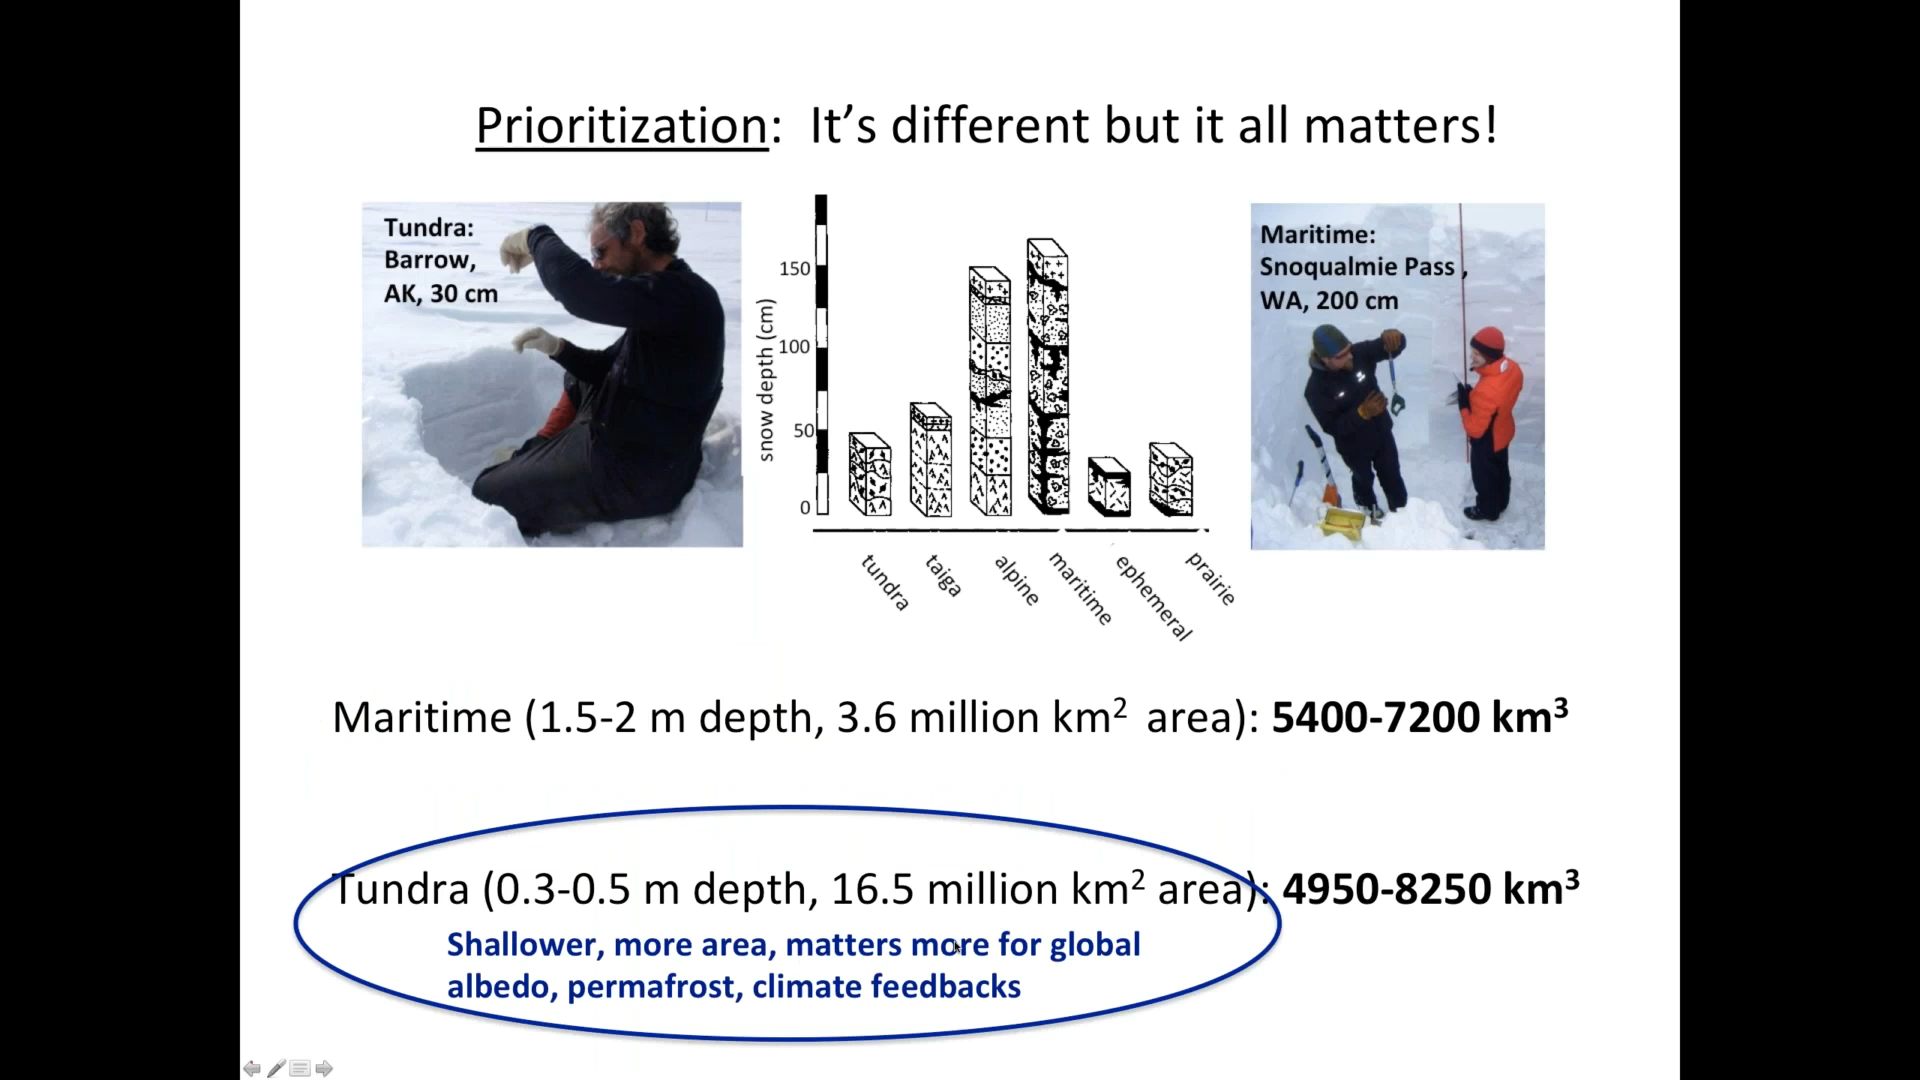 Prioritization: It's different but it all matters!
Tundra:
Barrow,
AK, 30 cm
snow depth (cm)
150
100
50
0
tundra
taiga
alpine
maritime
ephemeral
prairie
Maritime:
Snoqualmie Pass ,
WA, 200 cm
Maritime (1.5-2 m depth, 3.6 million km² area): 5400-7200 km³
Tundra (0.3-0.5 m depth, 16.5 million km² area): 4950-8250 km³
Shallower, more area, matters more for global
albedo, permafrost, climate feedbacks